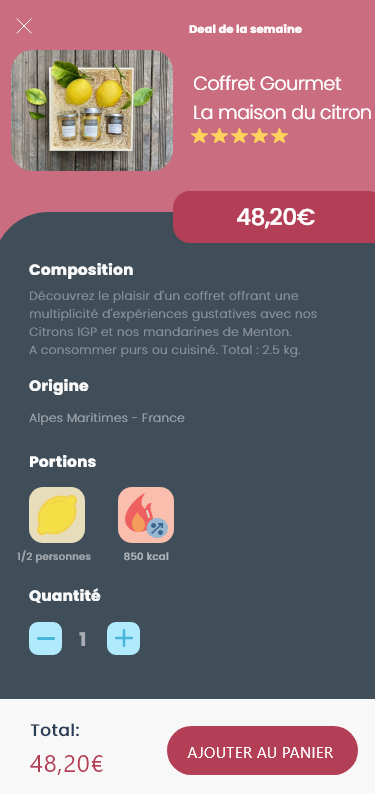 Deal de la semaine
Coffret Gourmet
La maison du citron
48,20€
Composition
Découvrez le plaisir d'un coffret offrant une
multiplicité d'expériences gustatives avec nos
Citrons IGP et nos mandarines de Menton.
A consommer purs ou cuisiné. Total : 2.5 kg.
Origine
Alpes Maritimes - France
Portions
1/2 personnes
850 kcal
Quantité
1
Total:
48,20€
AJOUTER AU PANIER